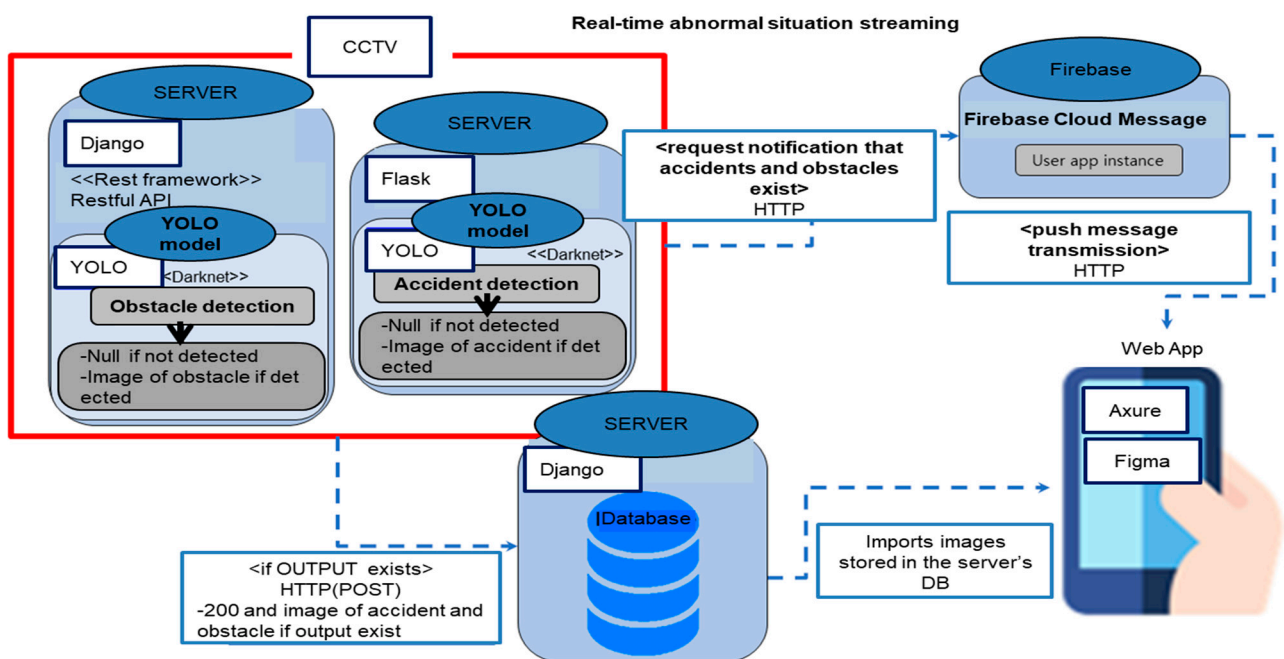 Real-time abnormal situation streaming
CCTV
SERVER
Django
<<Rest framework>>
Restful API
YOLO
model
YOLO
<Darknet>>
Obstacle detection
-Null if not detected
-Image of obstacle if det
ected
SERVER
Flask
YOLO
model
YOLO
<<Darknet>>
Accident detection
-Null if not detected
-Image of accident if det
ected
<request notification that
accidents and obstacles
exist>
HTTP
Firebase
Firebase Cloud Message
User app instance
<push message
transmission>
HTTP
Web App
Axure
Figma
SERVER
Django
|Database
<if OUTPUT exists>
HTTP(POST)
-200 and image of accident and
obstacle if output exist
Imports images
stored in the server's
DB